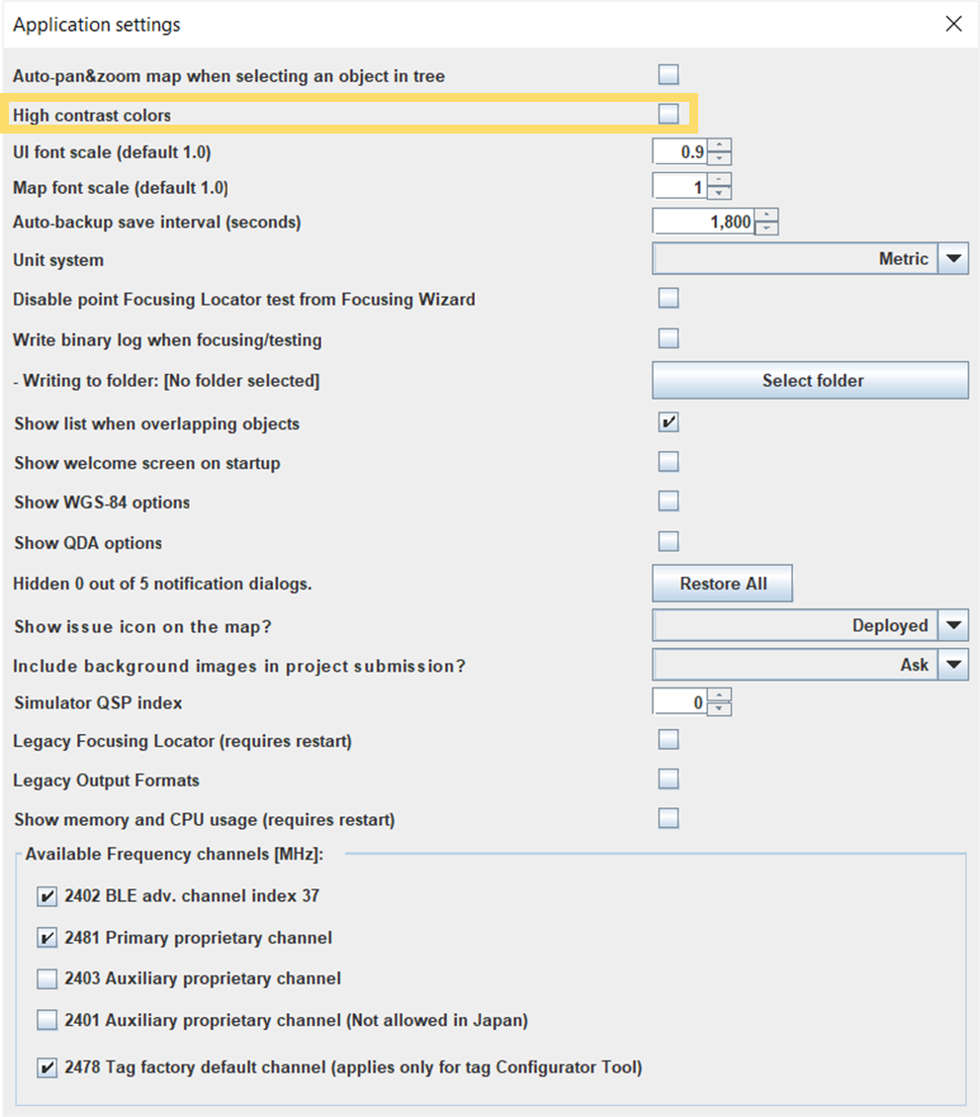 Application settings
Auto-pan&zoom map when selecting an object in tree
High contrast colors
UI font scale (default 1.0) 0.9
Map font scale (default 1.0) 1
Auto-backup save interval (seconds) 1,800
Unit system Metric
Disable point Focusing Locator test from Focusing Wizard
Write binary log when focusing/testing
- Writing to folder: [No folder selected] Select folder
Show list when overlapping objects
Show welcome screen on startup
Show WGS-84 options
Show QDA options
Hidden 0 out of 5 notification dialogs. Restore All
Show issue icon on the map? Deployed
Include background images in project submission? Ask
Simulator QSP index 0
Legacy Focusing Locator (requires restart)
Legacy Output Formats
Show memory and CPU usage (requires restart)
Available Frequency channels [MHz]:
2402 BLE adv. channel index 37
2481 Primary proprietary channel
2403 Auxiliary proprietary channel
2401 Auxiliary proprietary channel (Not allowed in Japan)
2478 Tag factory default channel (applies only for tag Configurator Tool)